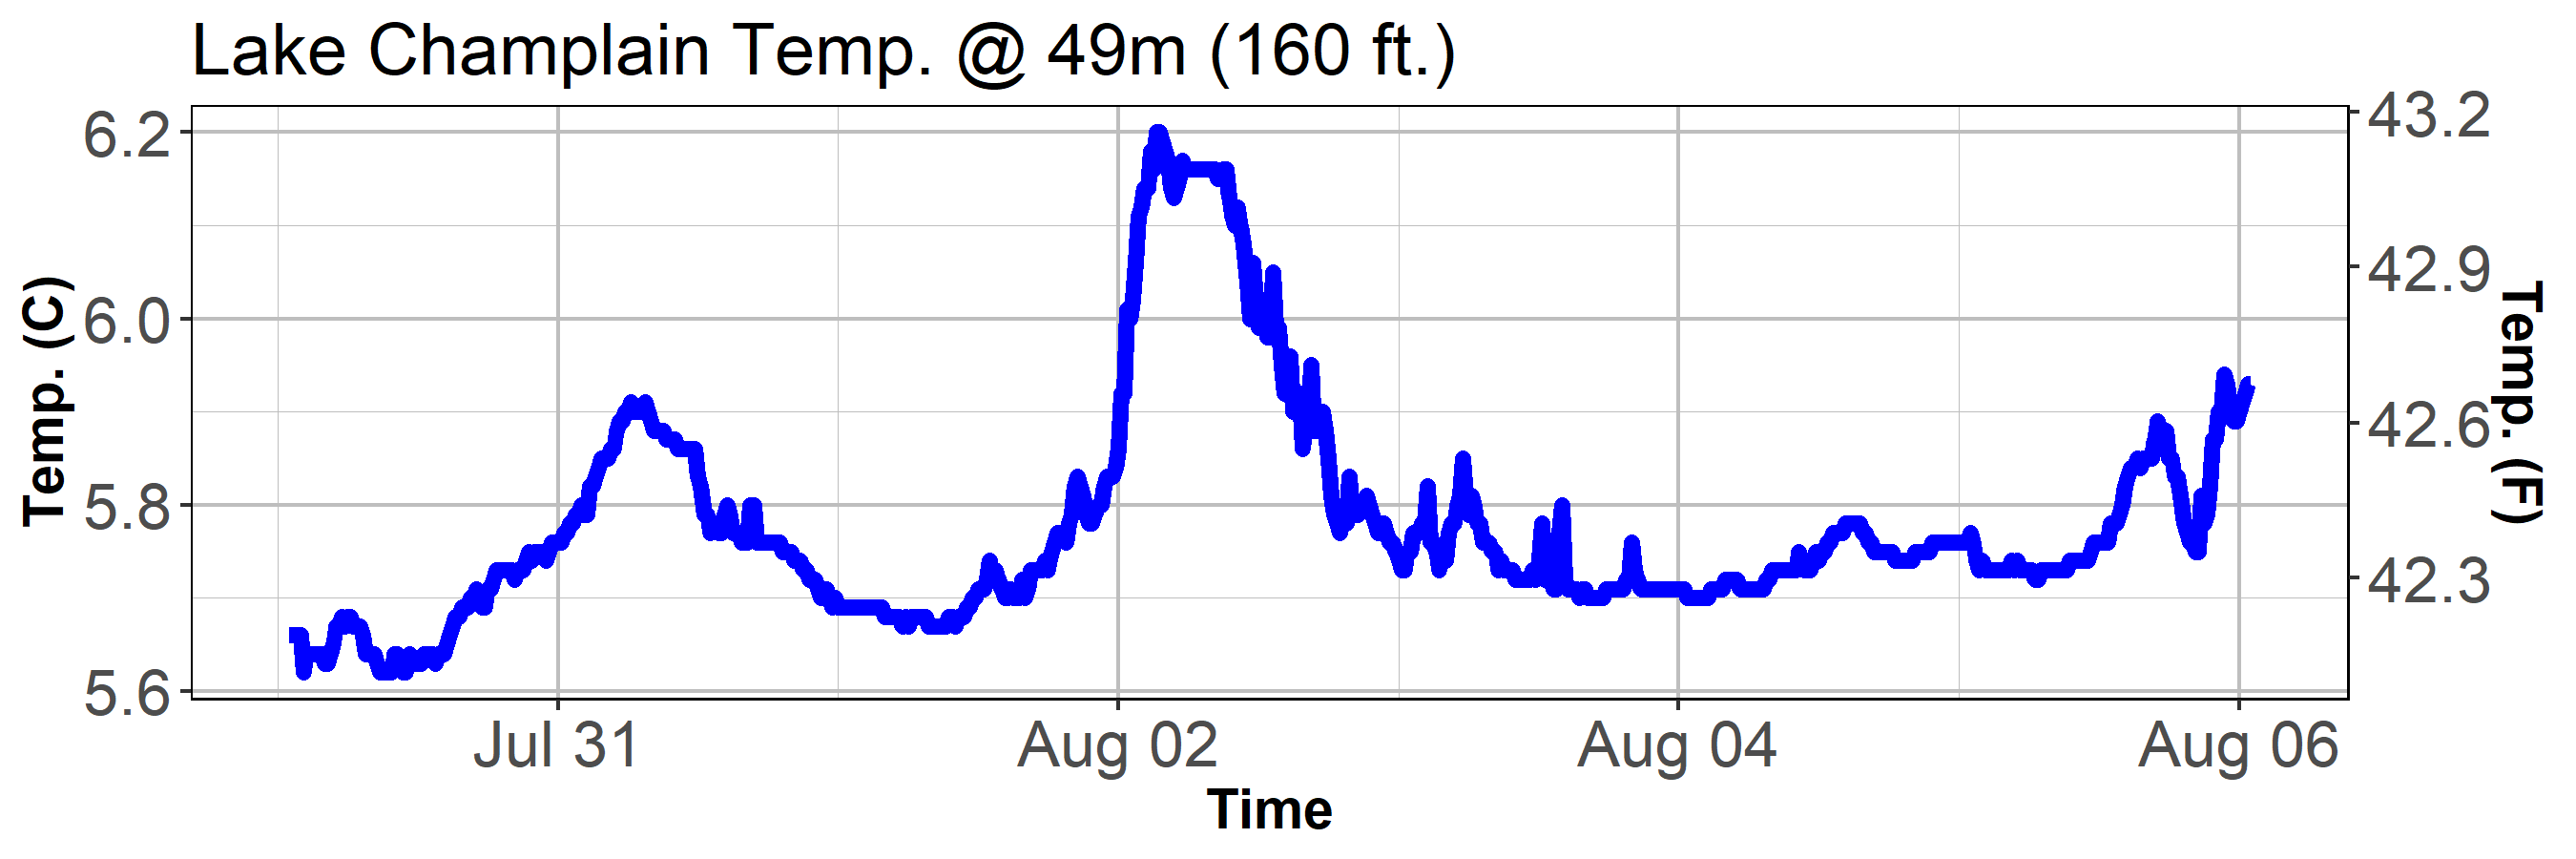 Lake Champlain Temp. @ 49m (160 ft.)
Temp. (C)
6.2
6.0
5.8
5.6
43.2
42.9
42.6
42.3
Temp. (F)
Jul 31
Aug 02
Aug 04
Aug 06
Time